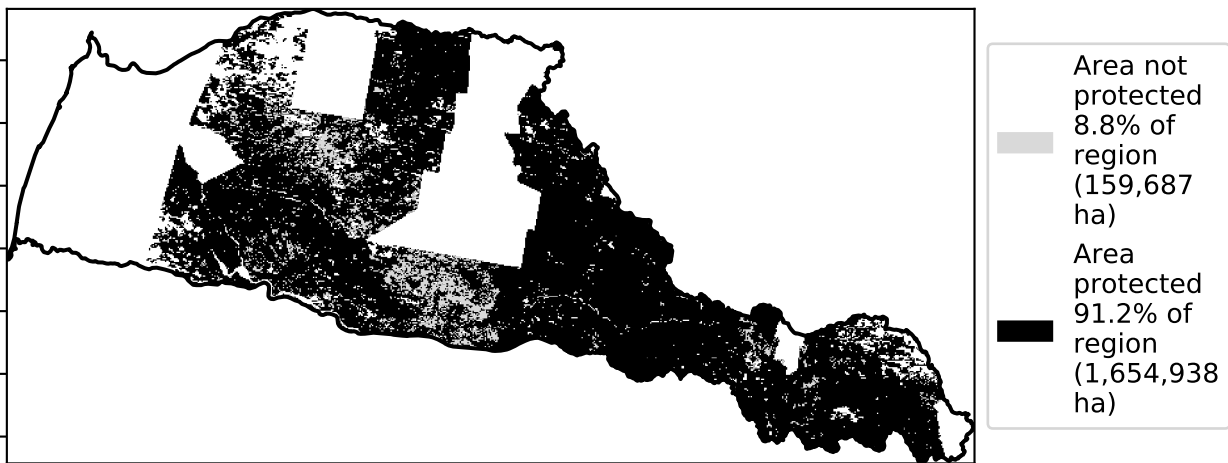 Area not
protected
8.8% of
region
(159,687
ha)
Area
protected
91.2% of
region
(1,654,938
ha)